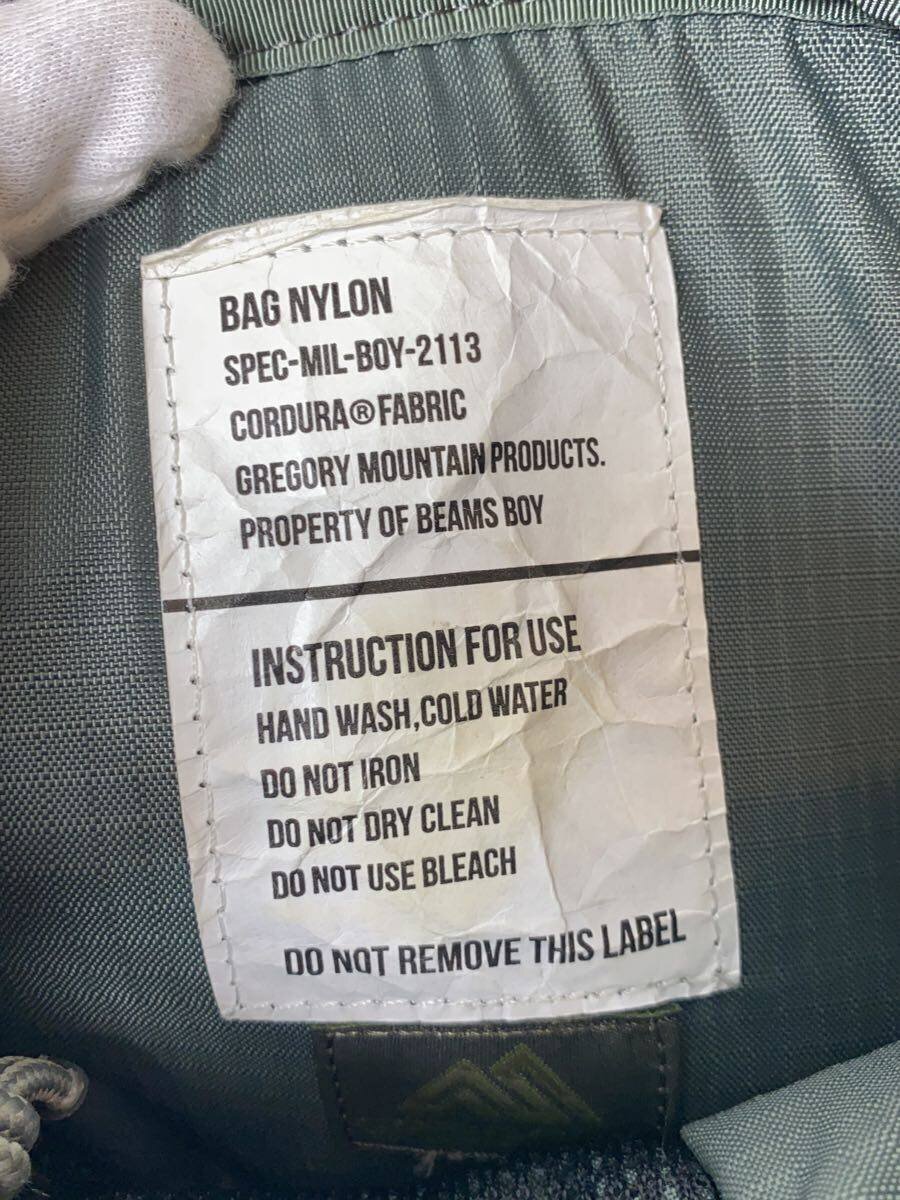 BAG NYLON
SPEC-MIL-BOY-2113
CORDURA®FABRIC
GREGORY MOUNTAIN PRODUCTS.
PROPERTY OF BEAMS BOY
INSTRUCTION FOR USE
HAND WASH,COLD WATER
DO NOT IRON
DO NOT DRY CLEAN
DO NOT USE BLEACH
DO NOT REMOVE THIS LABEL